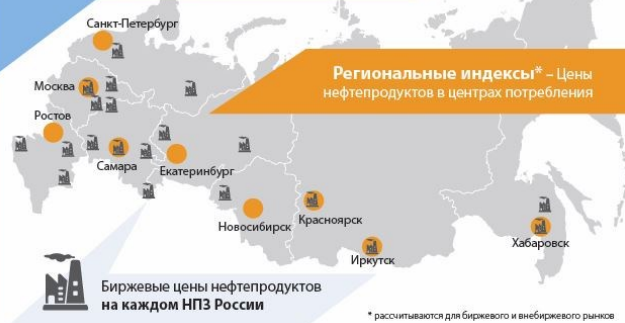 Санкт-Петербург
Региональные индексы* – Цены
нефтепродуктов в центрах потребления
Москва
Ростов
Самара
Екатеринбург
Новосибирск
Красноярск
Иркутск
Хабаровск
Биржевые цены нефтепродуктов
на каждом НПЗ России
* рассчитываются для биржевого и внебиржевого рынков